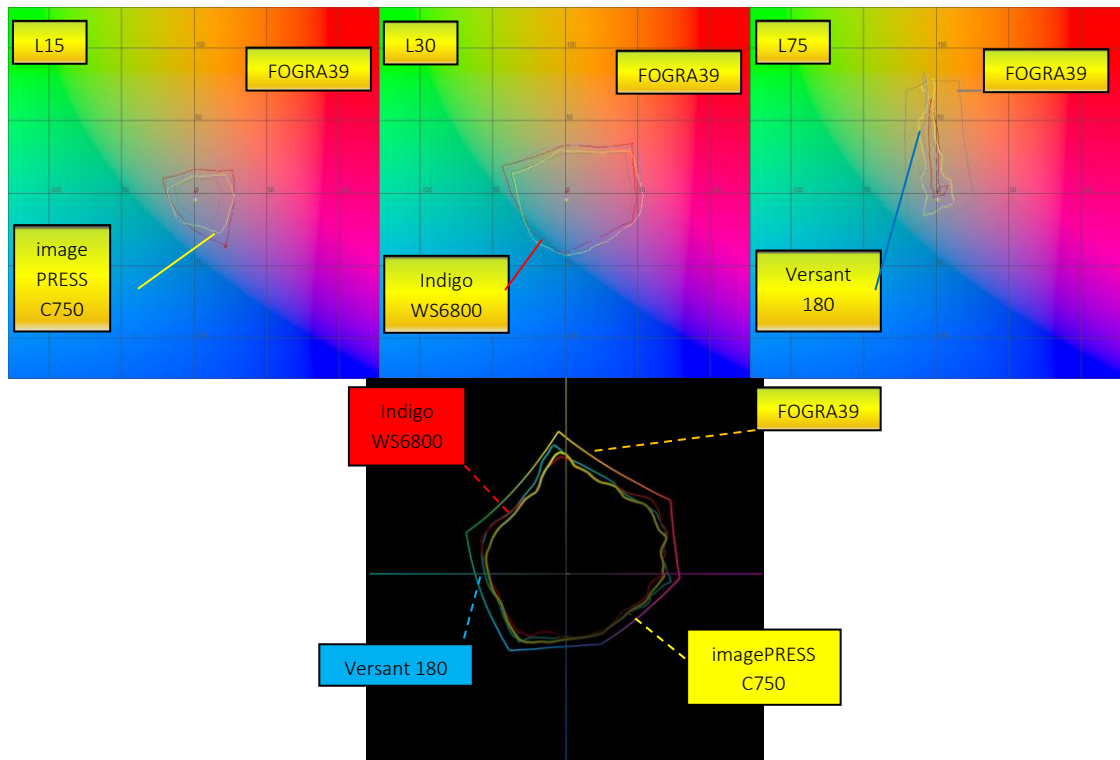 L15
FOGRA39
image
PRESS
C750
L30
FOGRA39
Indigo
WS6800
L75
FOGRA39
Versant
180
Indigo
WS6800
FOGRA39
Versant 180
imagePRESS
C750